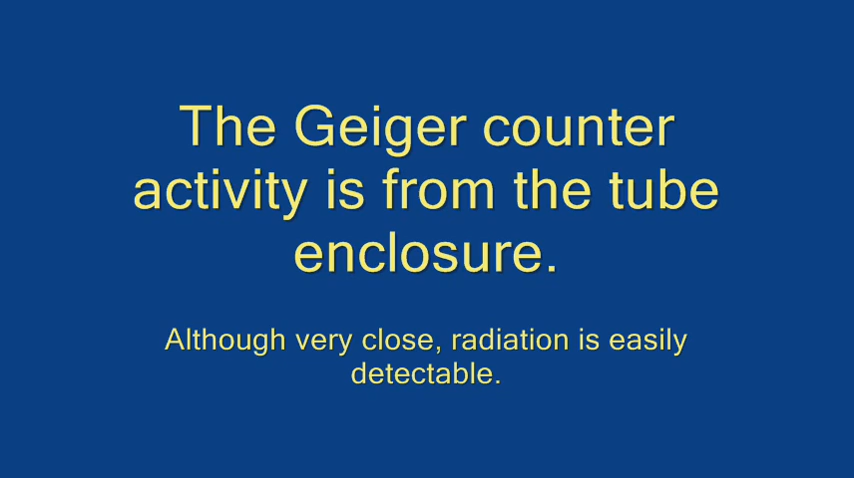 The Geiger counter
activity is from the tube
enclosure.
Although very close, radiation is easily
detectable.